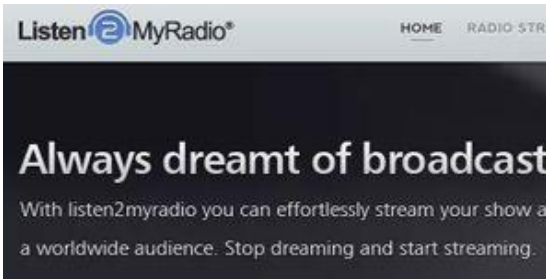 Listen2MyRadio®
HOME RADIO STR
Always dreamt of broadcast
With listen2myradio you can effortlessly stream your show a
a worldwide audience. Stop dreaming and start streaming.